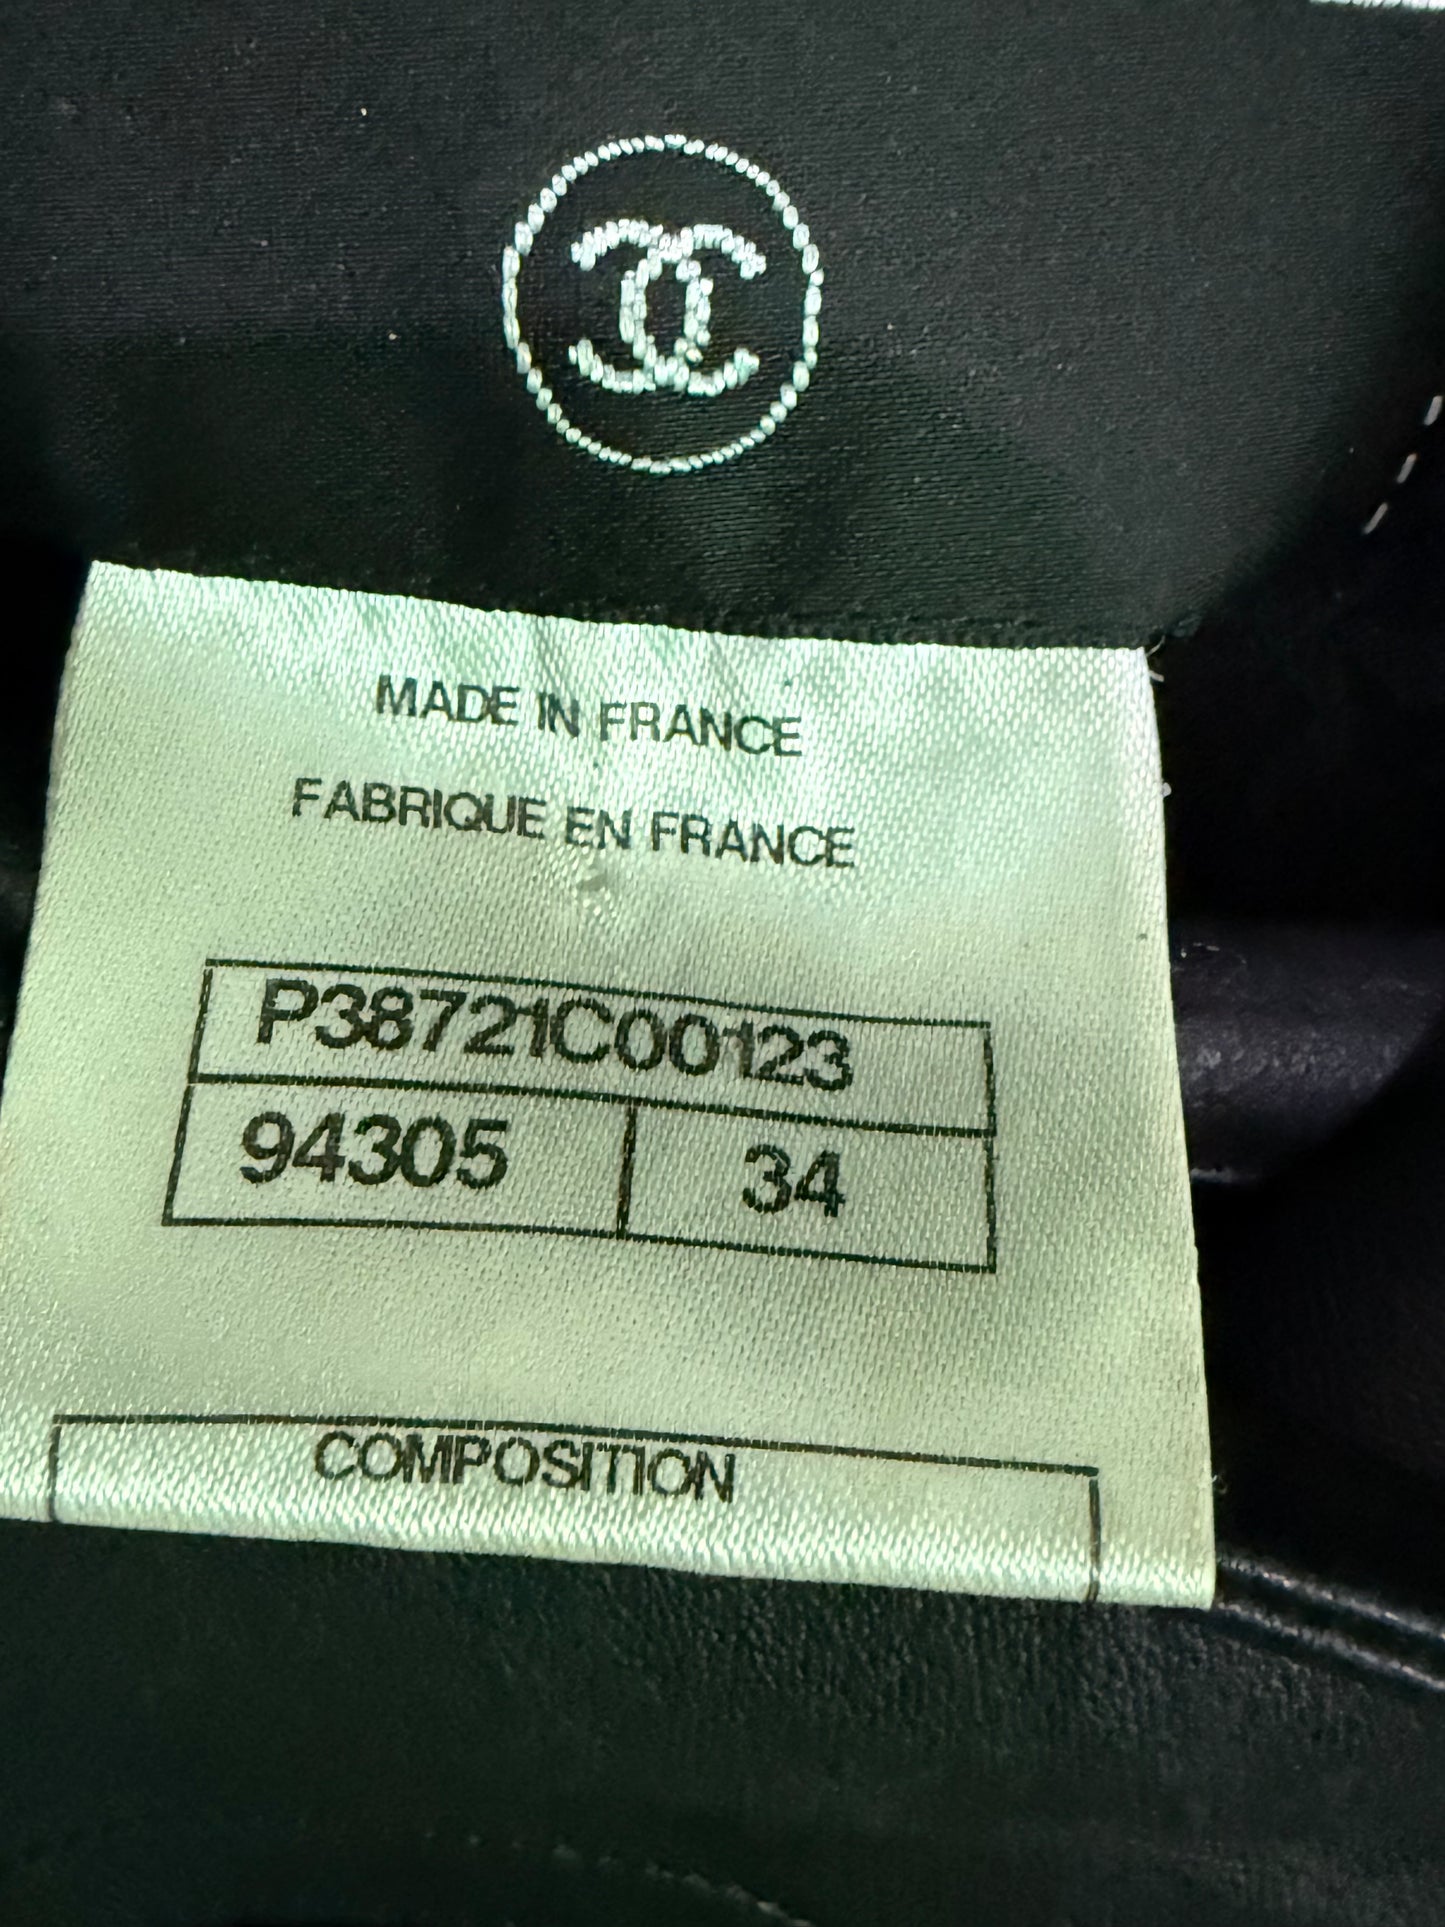 MADE IN FRANCE
FABRIQUE EN FRANCE
P38721C00123
94305 34
COMPOSITION